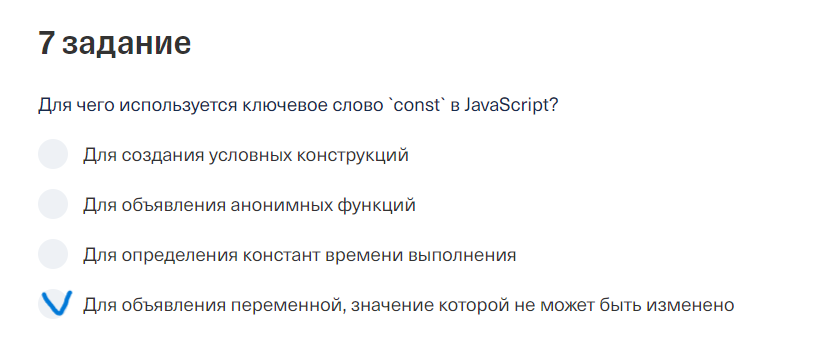 7 задание
Для чего используется ключевое слово `const` в JavaScript?
Для создания условных конструкций
Для объявления анонимных функций
Для определения констант времени выполнения
Для объявления переменной, значение которой не может быть изменено